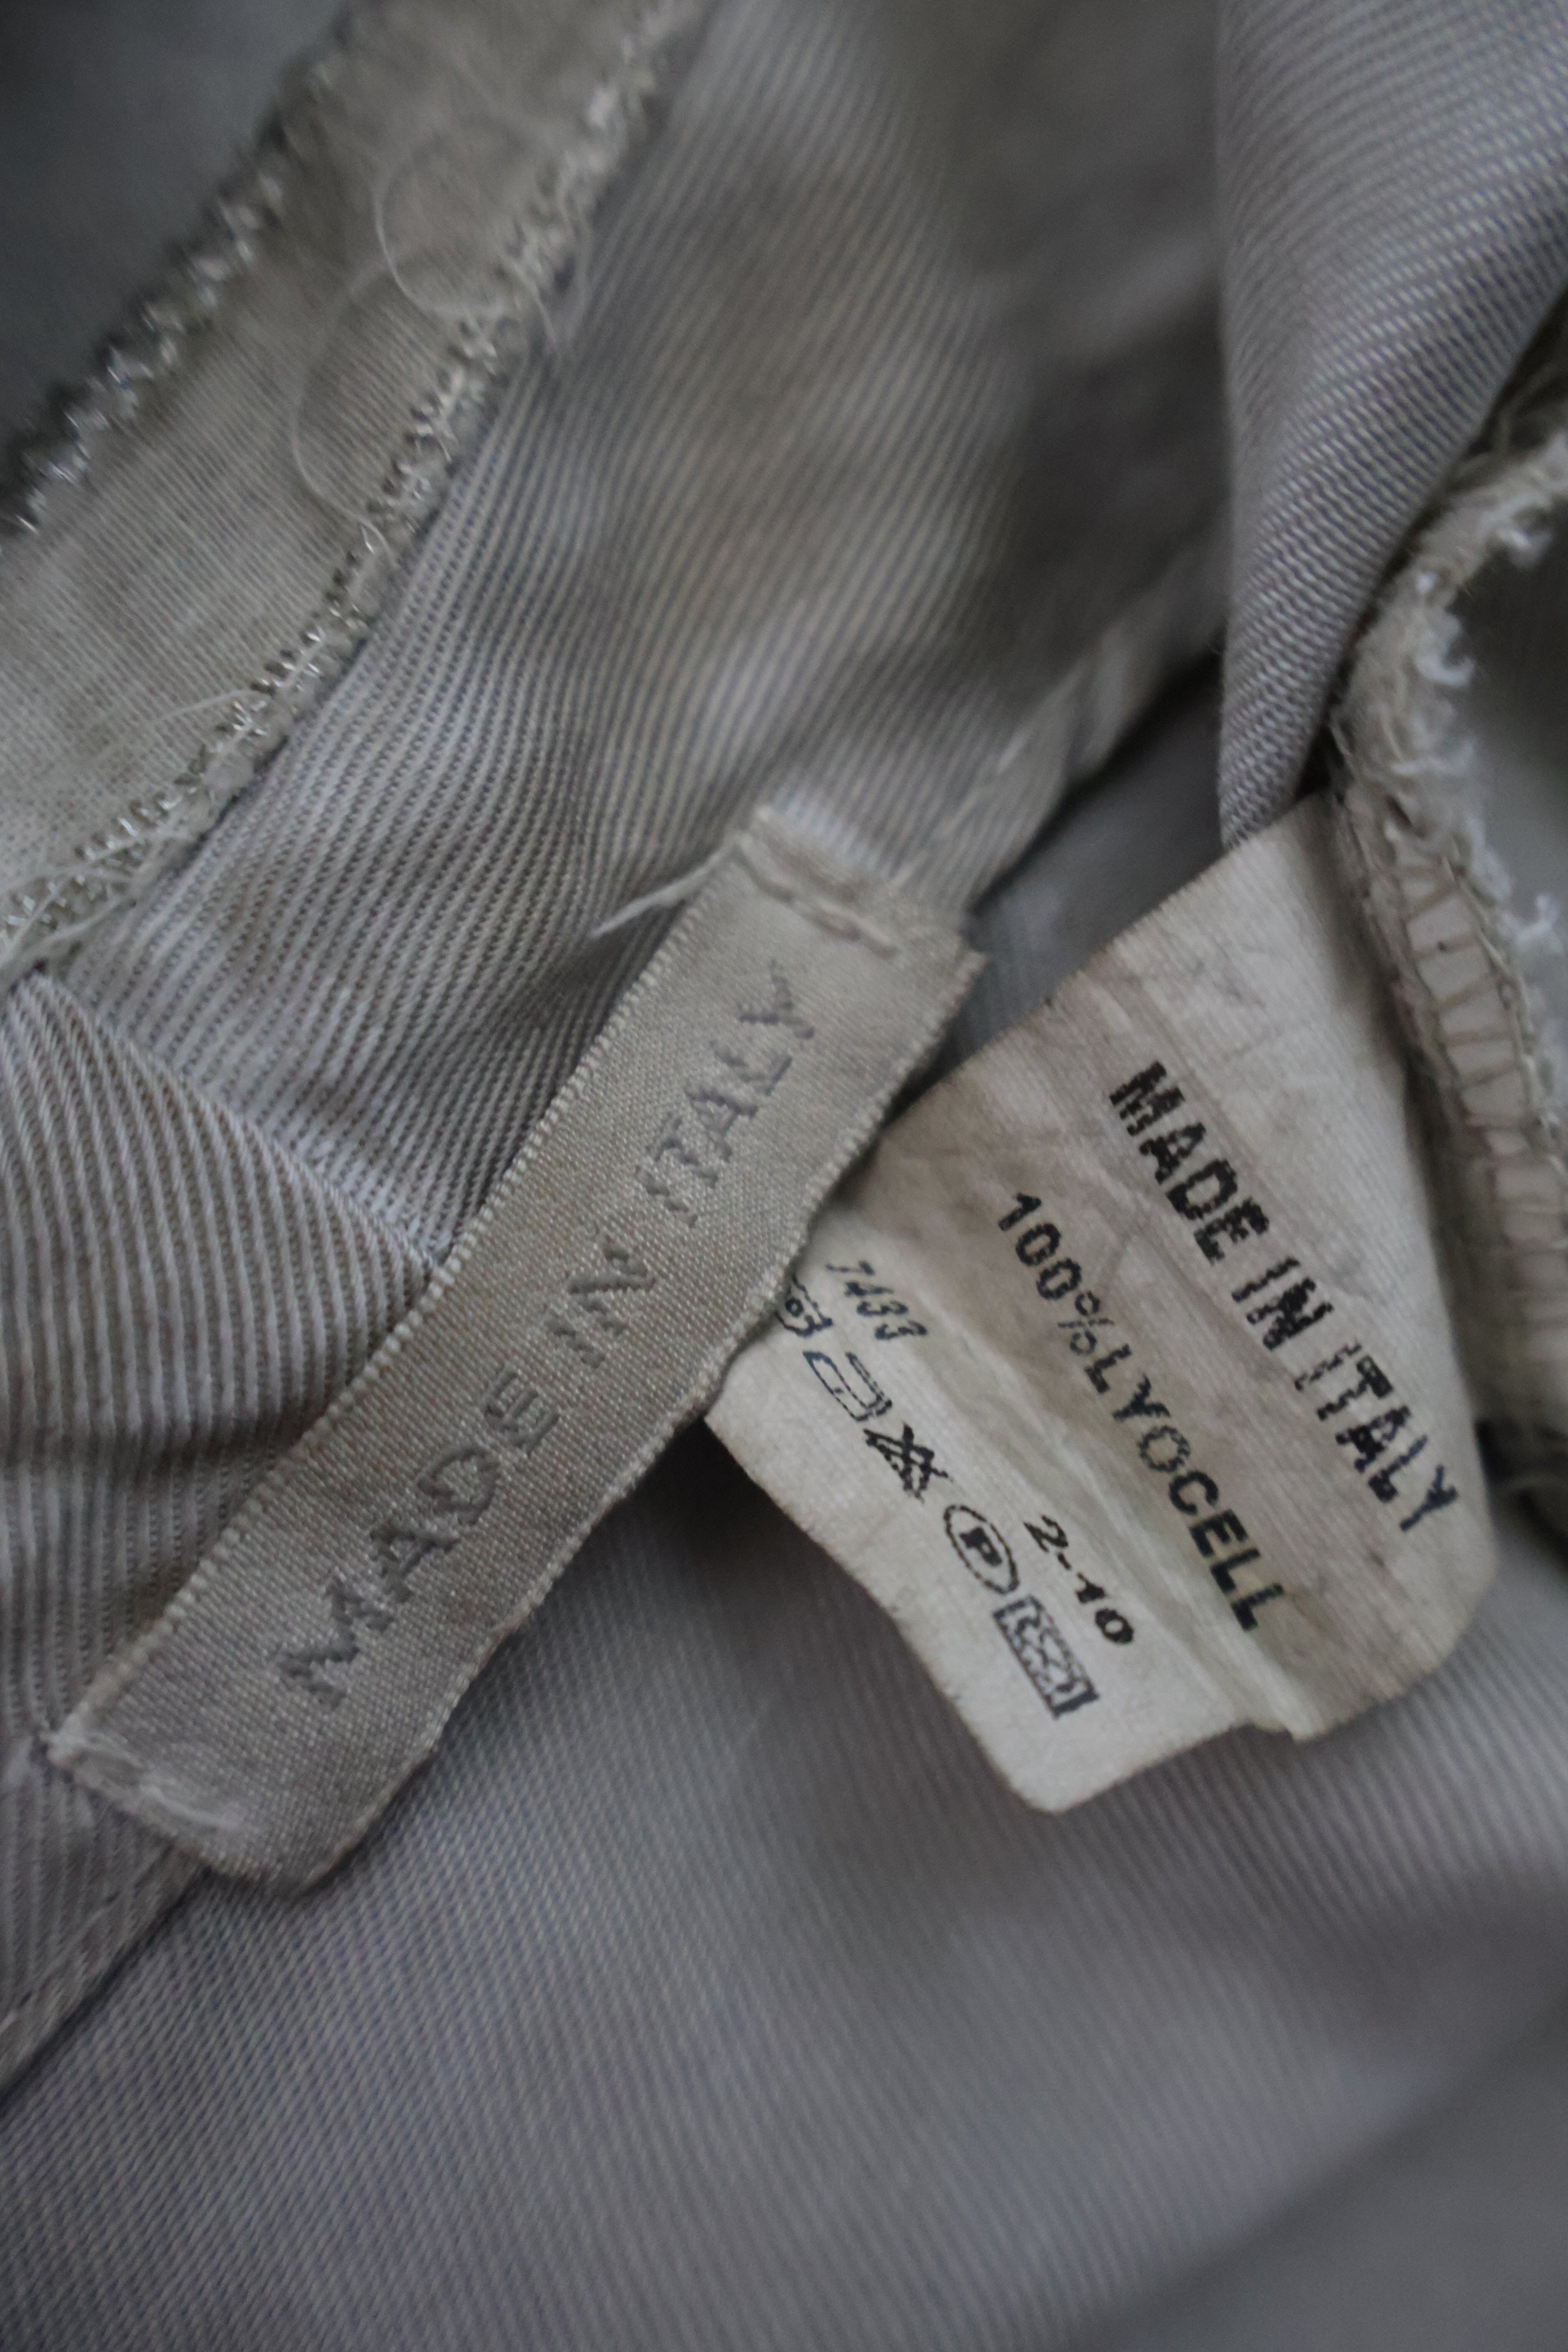 MADE IN ITALY
MADE IN ITALY
100%LYOCELL
7433
2-10
P